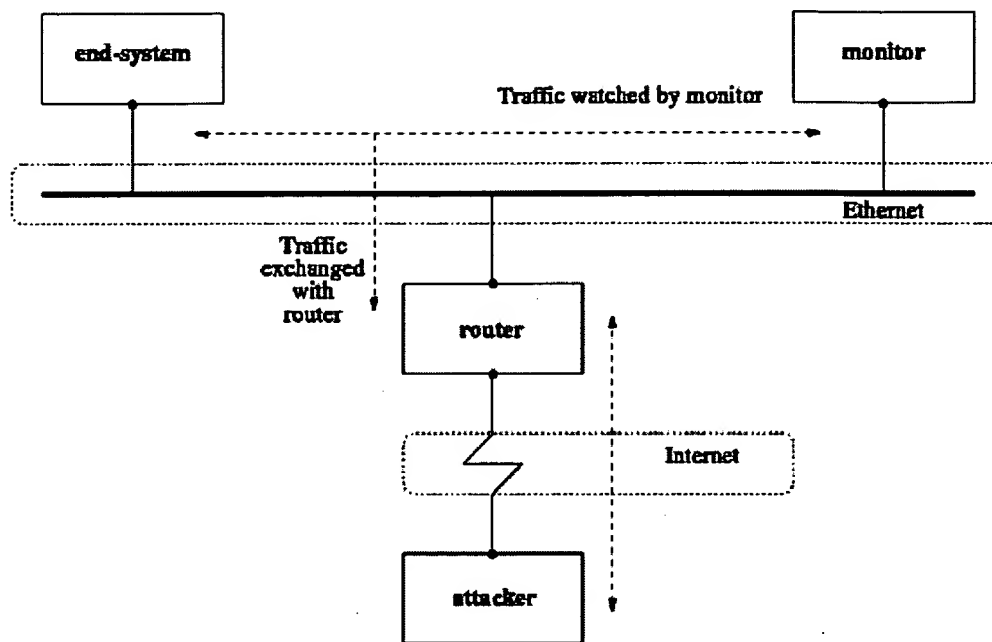 end-system
monitor
Traffic watched by monitor
Ethernet
Traffic
exchanged
with
router
router
Internet
attacker